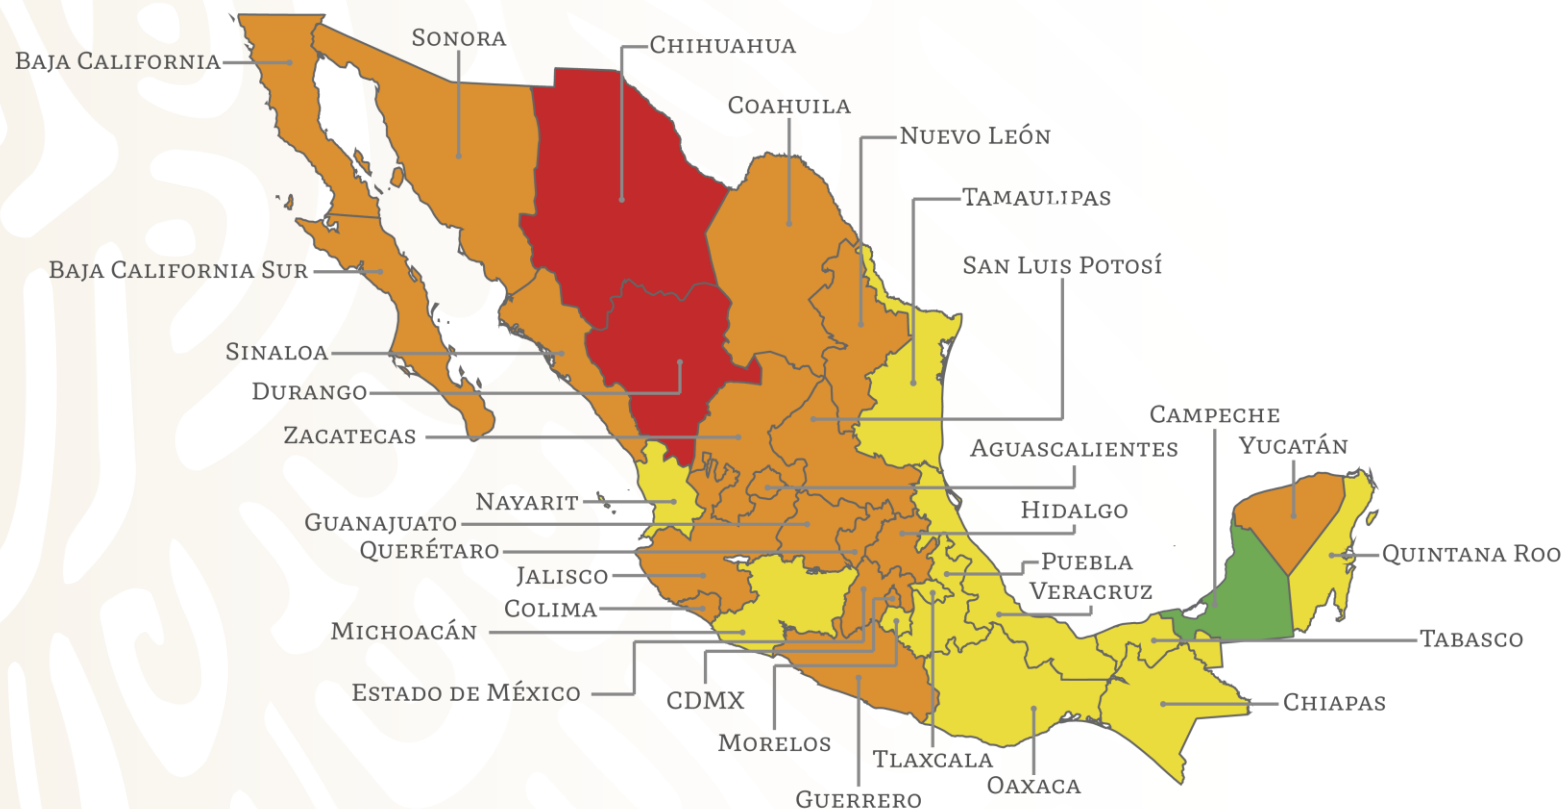 Sonora
Chihuahua
Baja California
Coahuila
Nuevo León
Tamaulipas
San Luis Potosí
Baja California Sur
Sinaloa
Durango
Campeche
Zacatecas
Yucatán
Aguascalientes
Nayarit
Hidalgo
Guanajuato
Querétaro
Quintana Roo
Puebla
Jalisco
Veracruz
Colima
Michoacán
Tabasco
Estado de México
CDMX
Chiapas
Morelos
Tlaxcala
Oaxaca
Guerrero